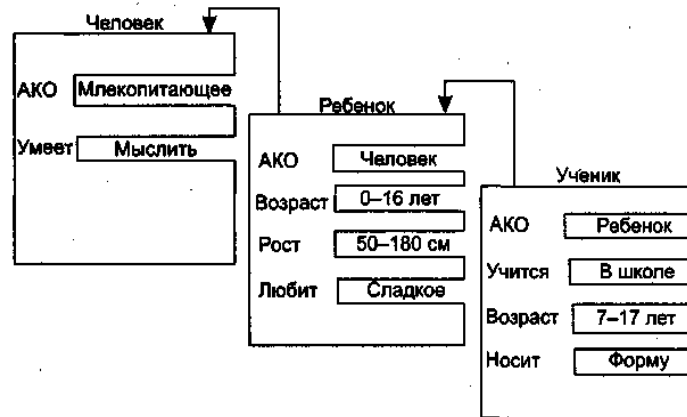 Человек
АКО Млекопитающее
Умеет Мыслить
Ребенок
АКО Человек
Возраст 0–16 лет
Рост 50–180 см
Любит Сладкое
Ученик
АКО Ребенок
Учится В школе
Возраст 7–17 лет
Носит Форму